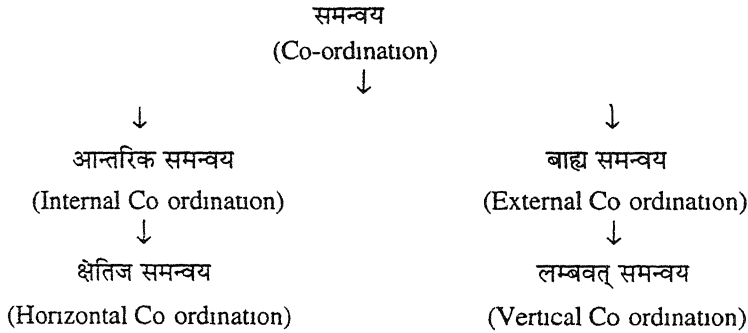 समन्वय
(Co-ordination)
↓
↓ ↓
आन्तरिक समन्वय बाह्य समन्वय
(Internal Co ordination) (External Co ordination)
↓ ↓
क्षेतिज समन्वय लम्बवत् समन्वय
(Horizontal Co ordination) (Vertical Co ordination)